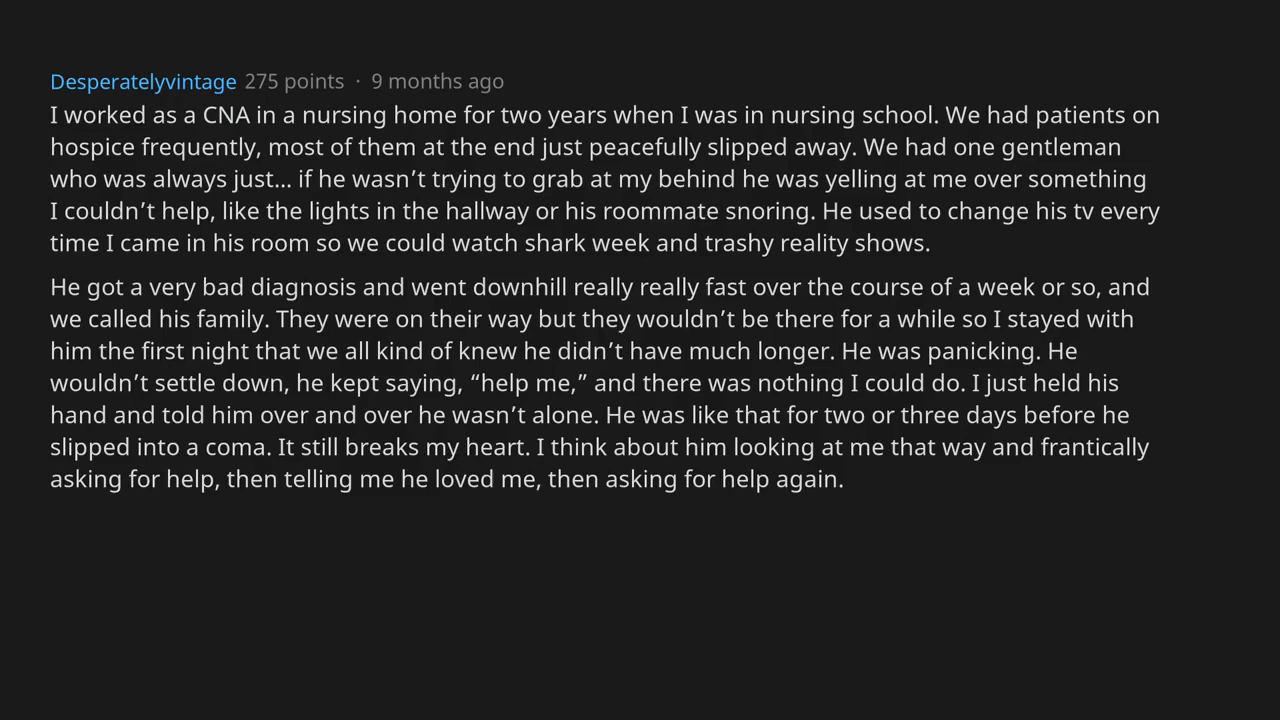 Desperatelyvintage 275 points · 9 months ago
I worked as a CNA in a nursing home for two years when I was in nursing school. We had patients on
hospice frequently, most of them at the end just peacefully slipped away. We had one gentleman
who was always just... if he wasn’t trying to grab at my behind he was yelling at me over something
I couldn’t help, like the lights in the hallway or his roommate snoring. He used to change his tv every
time I came in his room so we could watch shark week and trashy reality shows.
He got a very bad diagnosis and went downhill really really fast over the course of a week or so, and
we called his family. They were on their way but they wouldn’t be there for a while so I stayed with
him the first night that we all kind of knew he didn’t have much longer. He was panicking. He
wouldn’t settle down, he kept saying, “help me,” and there was nothing I could do. I just held his
hand and told him over and over he wasn’t alone. He was like that for two or three days before he
slipped into a coma. It still breaks my heart. I think about him looking at me that way and frantically
asking for help, then telling me he loved me, then asking for help again.